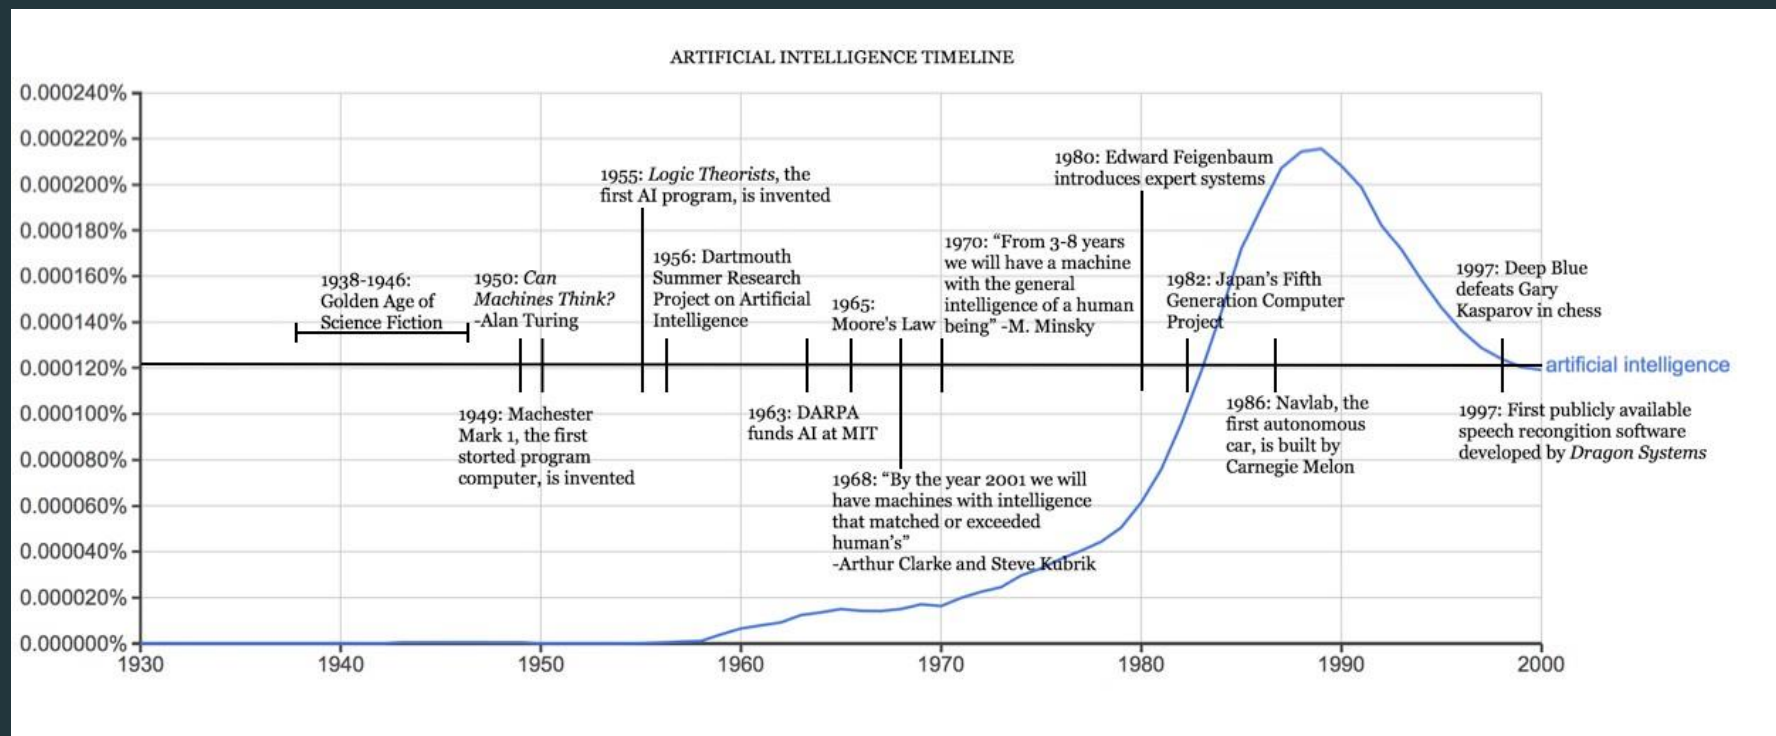 ARTIFICIAL INTELLIGENCE TIMELINE
0.000240%
0.000220%
0.000200%
0.000180%
0.000160%
0.000140%
0.000120%
0.000100%
0.000080%
0.000060%
0.000040%
0.000020%
0.000000%
1938-1946:
Golden Age of
Science Fiction
1950: Can
Machines Think?
-Alan Turing
1955: Logic Theorists, the
first AI program, is invented
1956: Dartmouth
Summer Research
Project on Artificial
Intelligence
1965:
Moore's Law
1970: “From 3-8 years
we will have a machine
with the general
intelligence of a human
being” -M. Minsky
1980: Edward Feigenbaum
introduces expert systems
1982: Japan’s Fifth
Generation Computer
Project
1997: Deep Blue
defeats Gary
Kasparov in chess
artificial intelligence
1949: Machester
Mark 1, the first
storted program
computer, is invented
1963: DARPA
funds AI at MIT
1968: “By the year 2001 we will
have machines with intelligence
that matched or exceeded
human’s”
-Arthur Clarke and Steve Kubrik
1986: Navlab, the
first autonomous
car, is built by
Carnegie Melon
1997: First publicly available
speech recongition software
developed by Dragon Systems
1930 1940 1950 1960 1970 1980 1990 2000